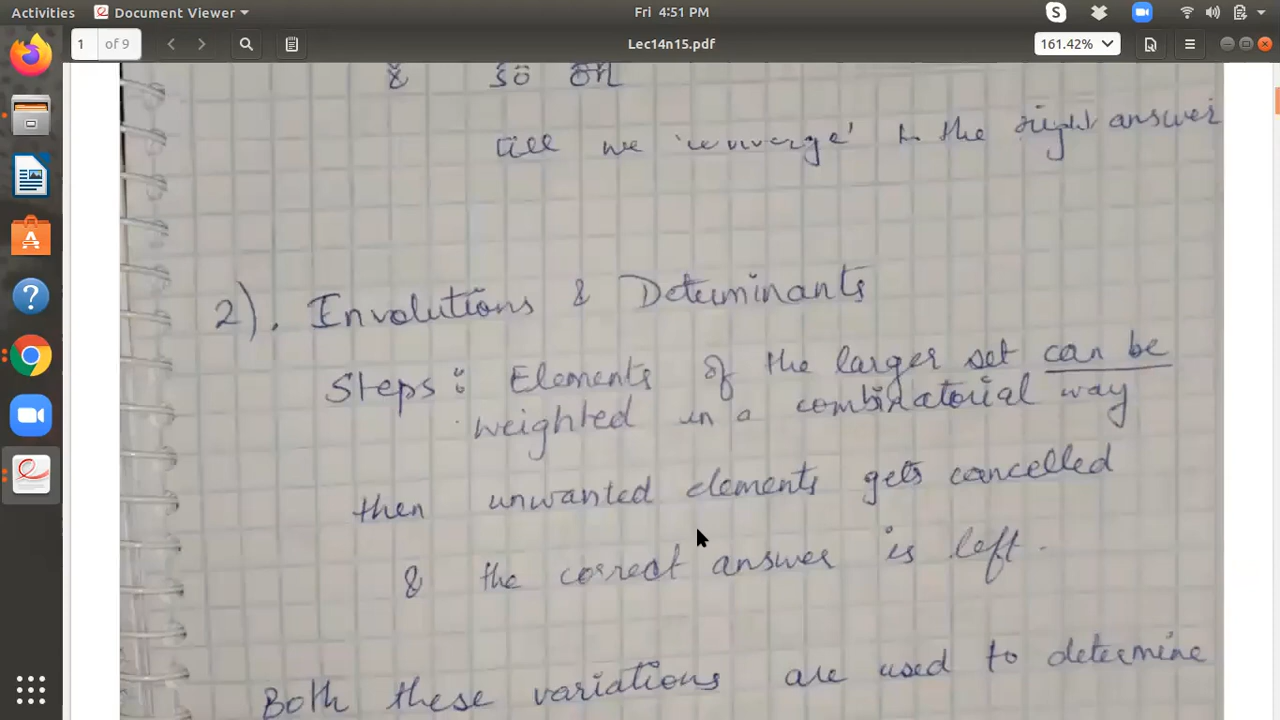 Activities Document Viewer Fri 4:51 PM
1 of 9 Lec14n15.pdf 161.42%
& so on
till we 'converge' to the right answer
2). Involutions & Determinants
Steps: Elements of the larger set can be
weighted in a combinatorial way
then unwanted elements gets cancelled
& the correct answer is left.
Both these variations are used to determine